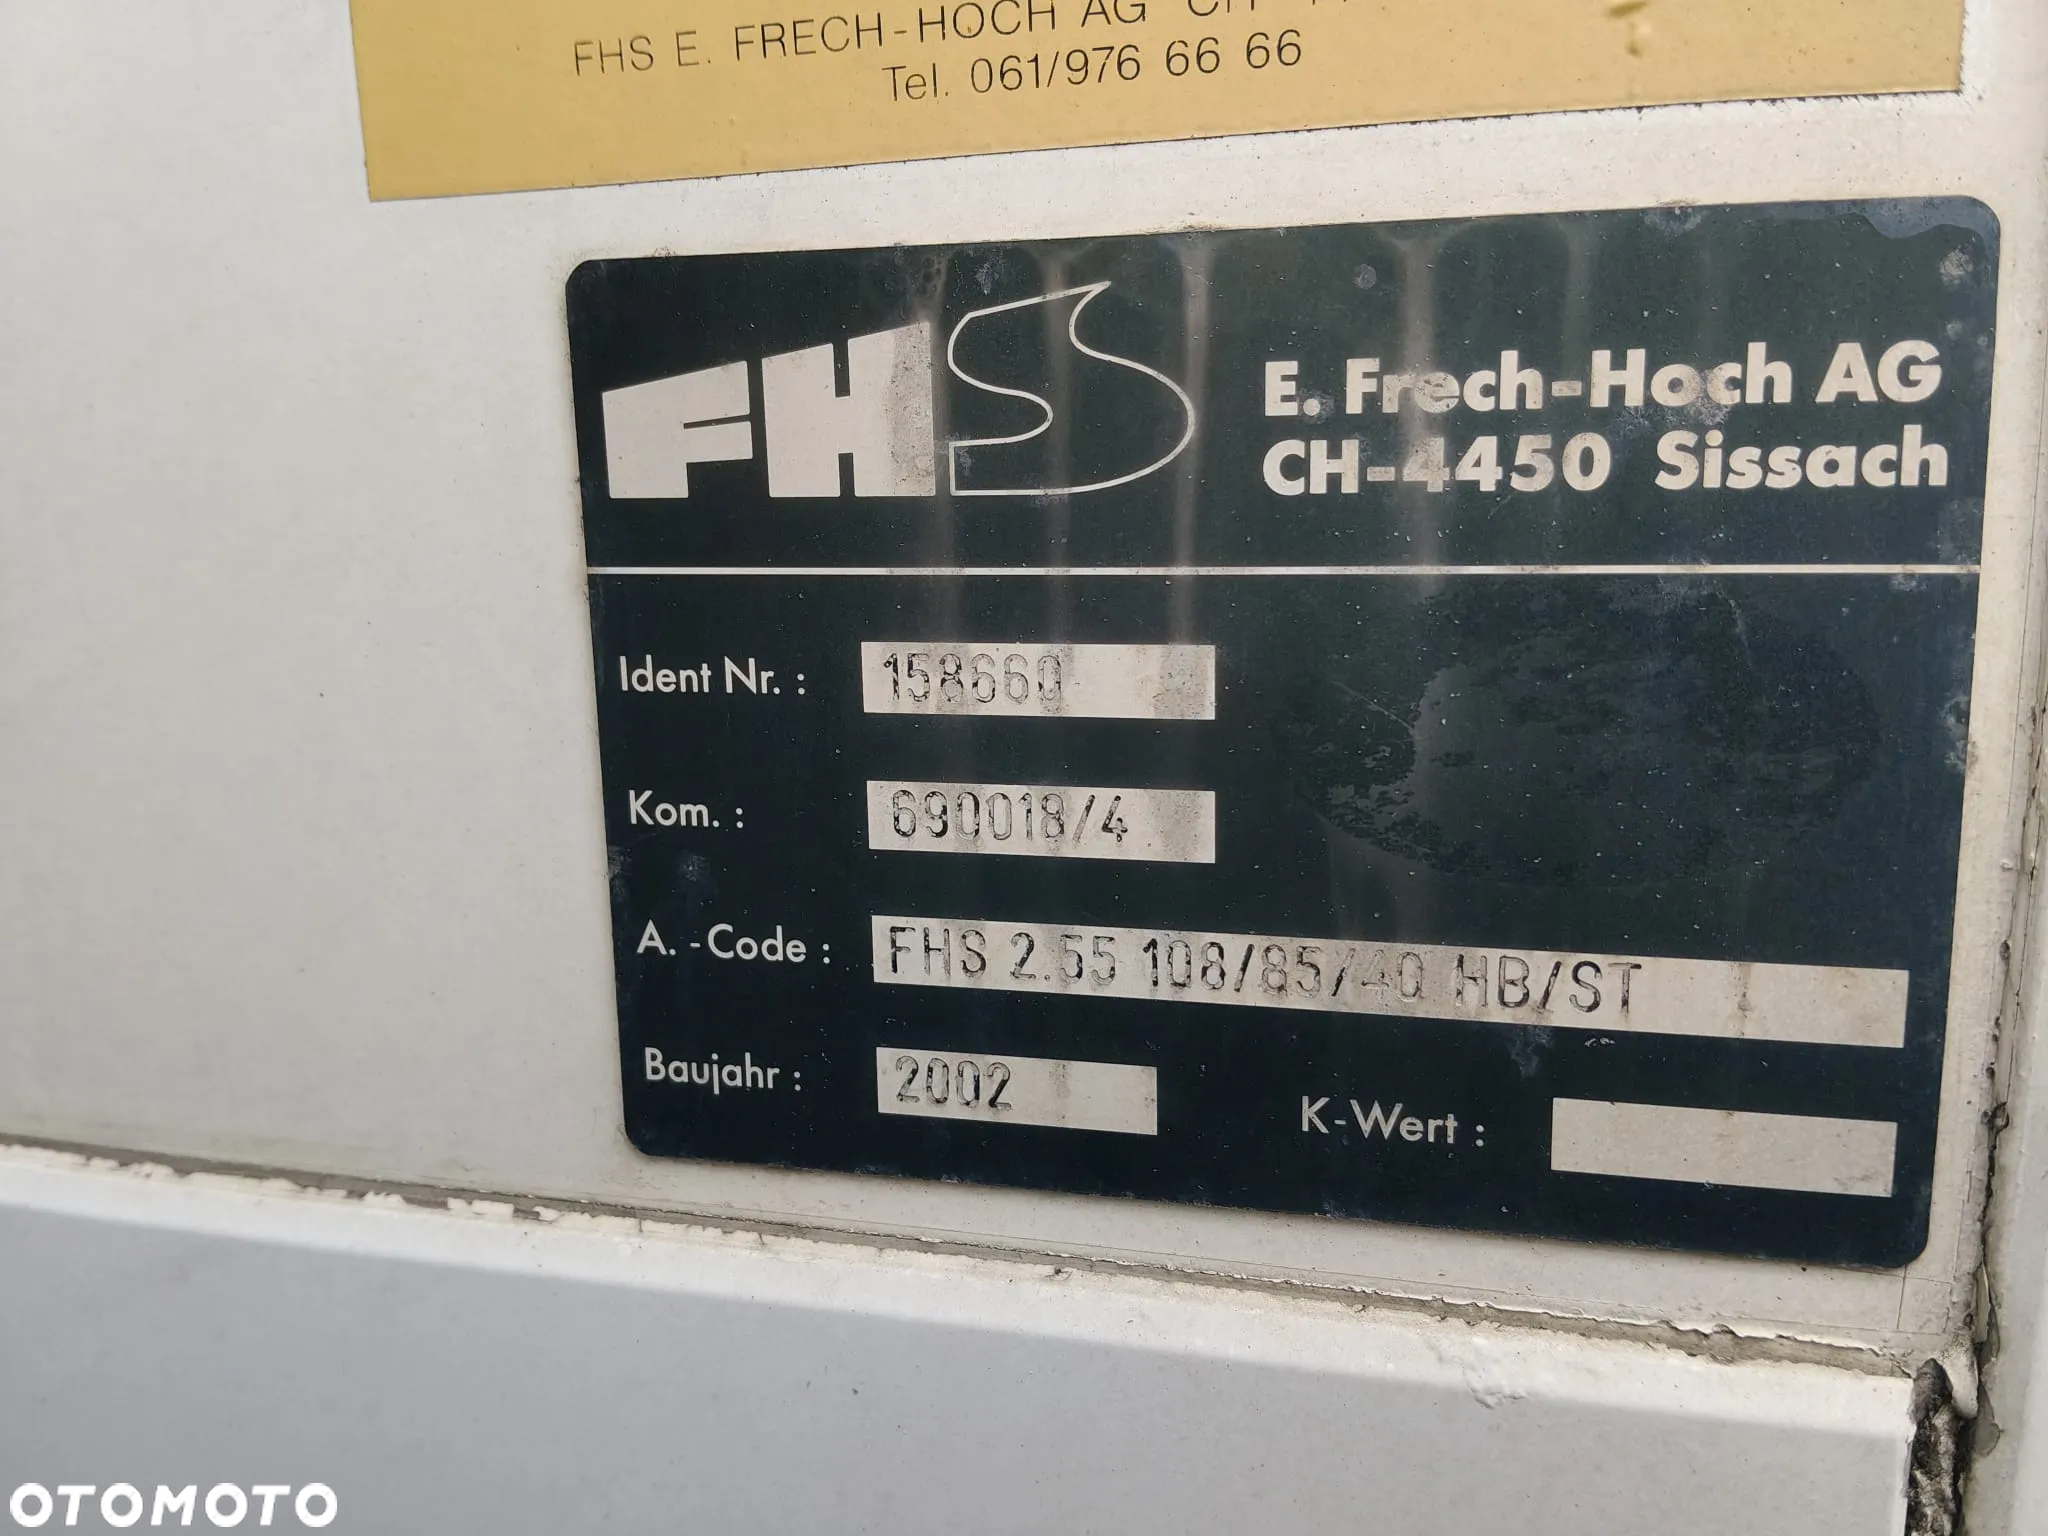 FHS E. FRECH-HOCH AG CH
Tel. 061/976 66 66
FHS
E. Frech-Hoch AG
CH-4450 Sissach
Ident Nr. : 158660
Kom. : 690018/4
A. -Code : FHS 2.55 108/85/40 HB/ST
Baujahr : 2002
K-Wert :
OTOMOTO